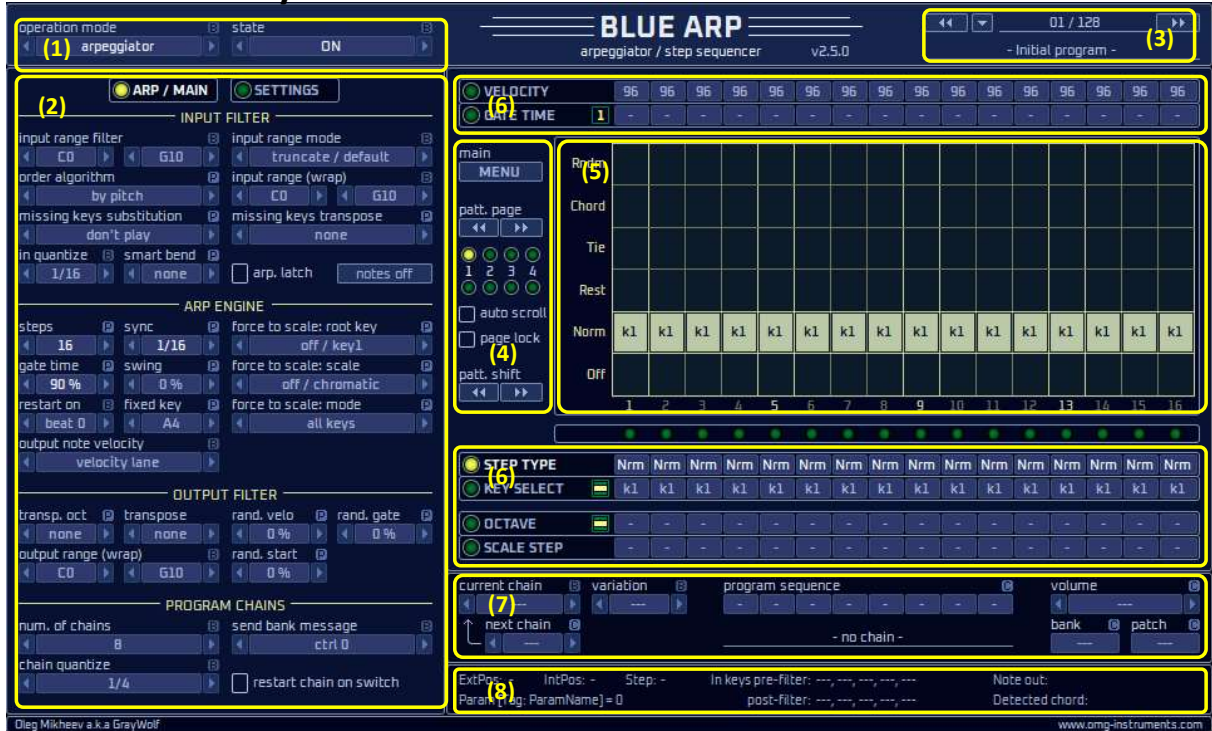 operation mode B state B
(1) arpeggiator ON
BLUE ARP
arpeggiator / step sequencer v2.5.0
01 / 128
- Initial program - (3)
(2) ARP / MAIN SETTINGS
INPUT FILTER
input range filter B input range mode B
C0 G10 truncate / default
order algorithm P input range (wrap) B
by pitch C0 G10
missing keys substitution P missing keys transpose P
don't play none
in quantize B smart bend P
1/16 none arp. latch notes off
ARP ENGINE
steps P sync P force to scale: root key P
16 1/16 off / key1
gate time P swing P force to scale: scale P
90 % 0 % off / chromatic
restart on B fixed key P force to scale: mode P
beat 0 A4 all keys
output note velocity B
velocity lane
OUTPUT FILTER
transp. oct P transpose rand. velo P rand. gate P
none none 0 % 0 %
output range (wrap) B rand. start P
C0 G10 0 %
PROGRAM CHAINS
num. of chains B send bank message B
8 ctrl 0
chain quantize B
1/4 restart chain on switch
VELOCITY 96 96 96 96 96 96 96 96 96 96 96 96 96 96 96 96
(6) GATE TIME 1 - - - - - - - - - - - - - - - -
main
MENU
patt. page
1 2 3 4
auto scroll
page lock
(4)
patt. shift
Rndm
(5)
Chord
Tie
Rest
Norm k1 k1 k1 k1 k1 k1 k1 k1 k1 k1 k1 k1 k1 k1 k1 k1
Off
1 2 3 4 5 6 7 8 9 10 11 12 13 14 15 16
STEP TYPE Nrm Nrm Nrm Nrm Nrm Nrm Nrm Nrm Nrm Nrm Nrm Nrm Nrm Nrm Nrm Nrm
(6)
KEY SELECT k1 k1 k1 k1 k1 k1 k1 k1 k1 k1 k1 k1 k1 k1 k1 k1
OCTAVE - - - - - - - - - - - - - - - -
SCALE STEP - - - - - - - - - - - - - - - -
current chain B variation B program sequence C volume C
(7) --- --- - - - - - - - - ---
next chain C - no chain - bank C patch C
--- --- ---
ExtPos: - IntPos: - Step: - In keys pre-filter: ---, ---, ---, ---, Note out:
(8)
Param [Tag: ParamName] = 0 post-filter: ---, ---, ---, ---, Detected chord:
Oleg Mikheev a.k.a GrayWolf www.omg-instruments.com